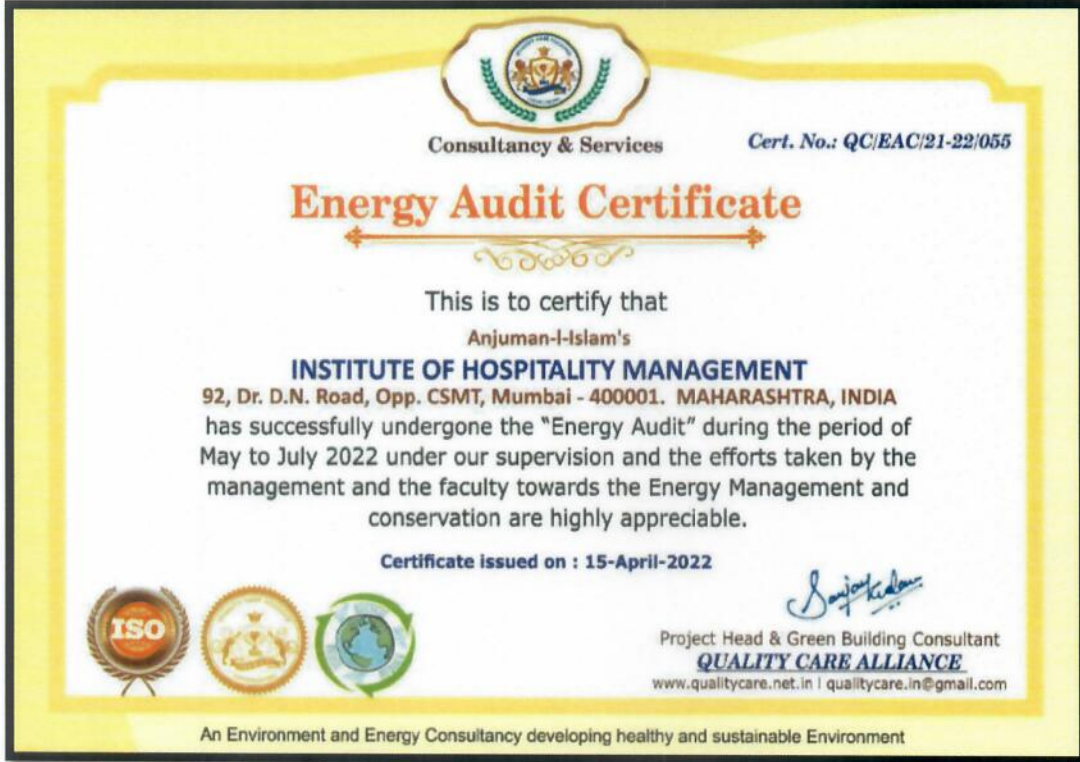 Consultancy & Services
Cert. No.: QC/EAC/21-22/055
Energy Audit Certificate
This is to certify that
Anjuman-I-Islam's
INSTITUTE OF HOSPITALITY MANAGEMENT
92, Dr. D.N. Road, Opp. CSMT, Mumbai - 400001. MAHARASHTRA, INDIA
has successfully undergone the "Energy Audit" during the period of
May to July 2022 under our supervision and the efforts taken by the
management and the faculty towards the Energy Management and
conservation are highly appreciable.
Certificate issued on : 15-April-2022
ISO
Project Head & Green Building Consultant
QUALITY CARE ALLIANCE
www.qualitycare.net.in | qualitycare.in@gmail.com
An Environment and Energy Consultancy developing healthy and sustainable Environment